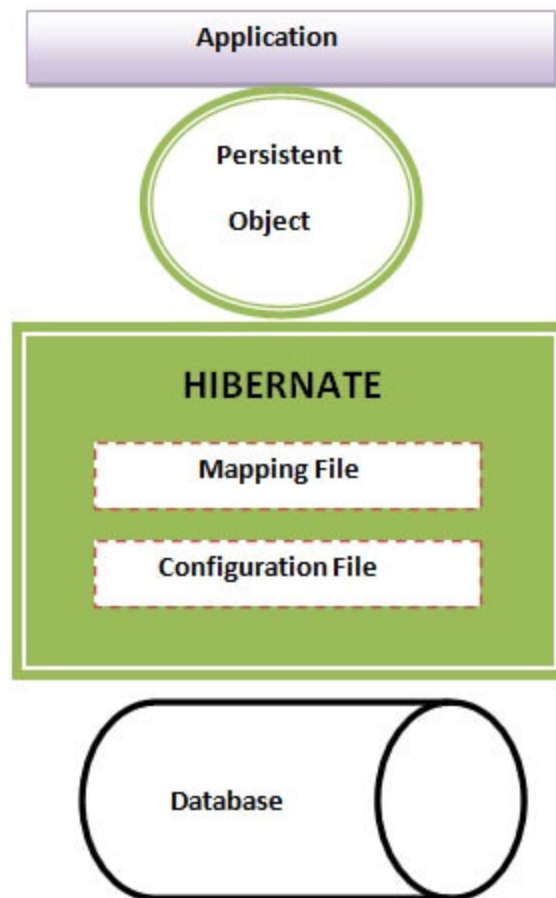 Application
Persistent
Object
HIBERNATE
Mapping File
Configuration File
Database